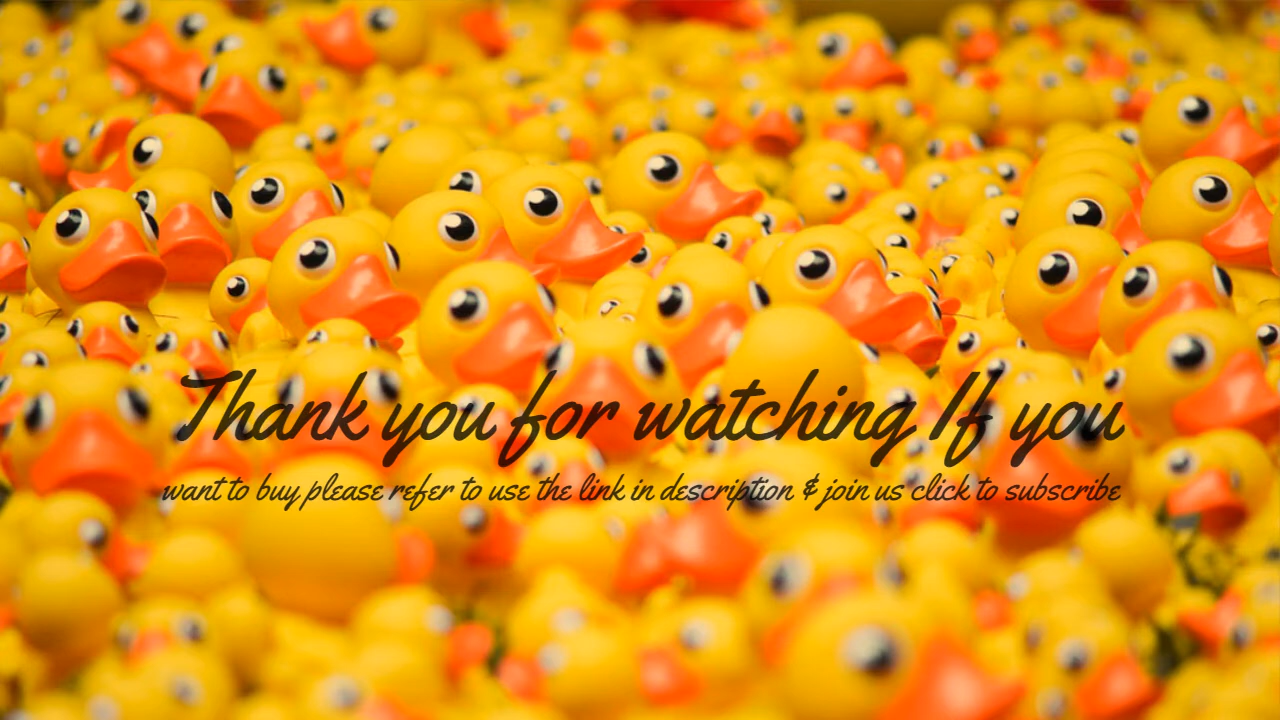 Thank you for watching If you
want to buy please refer to use the link in description & join us click to subscribe